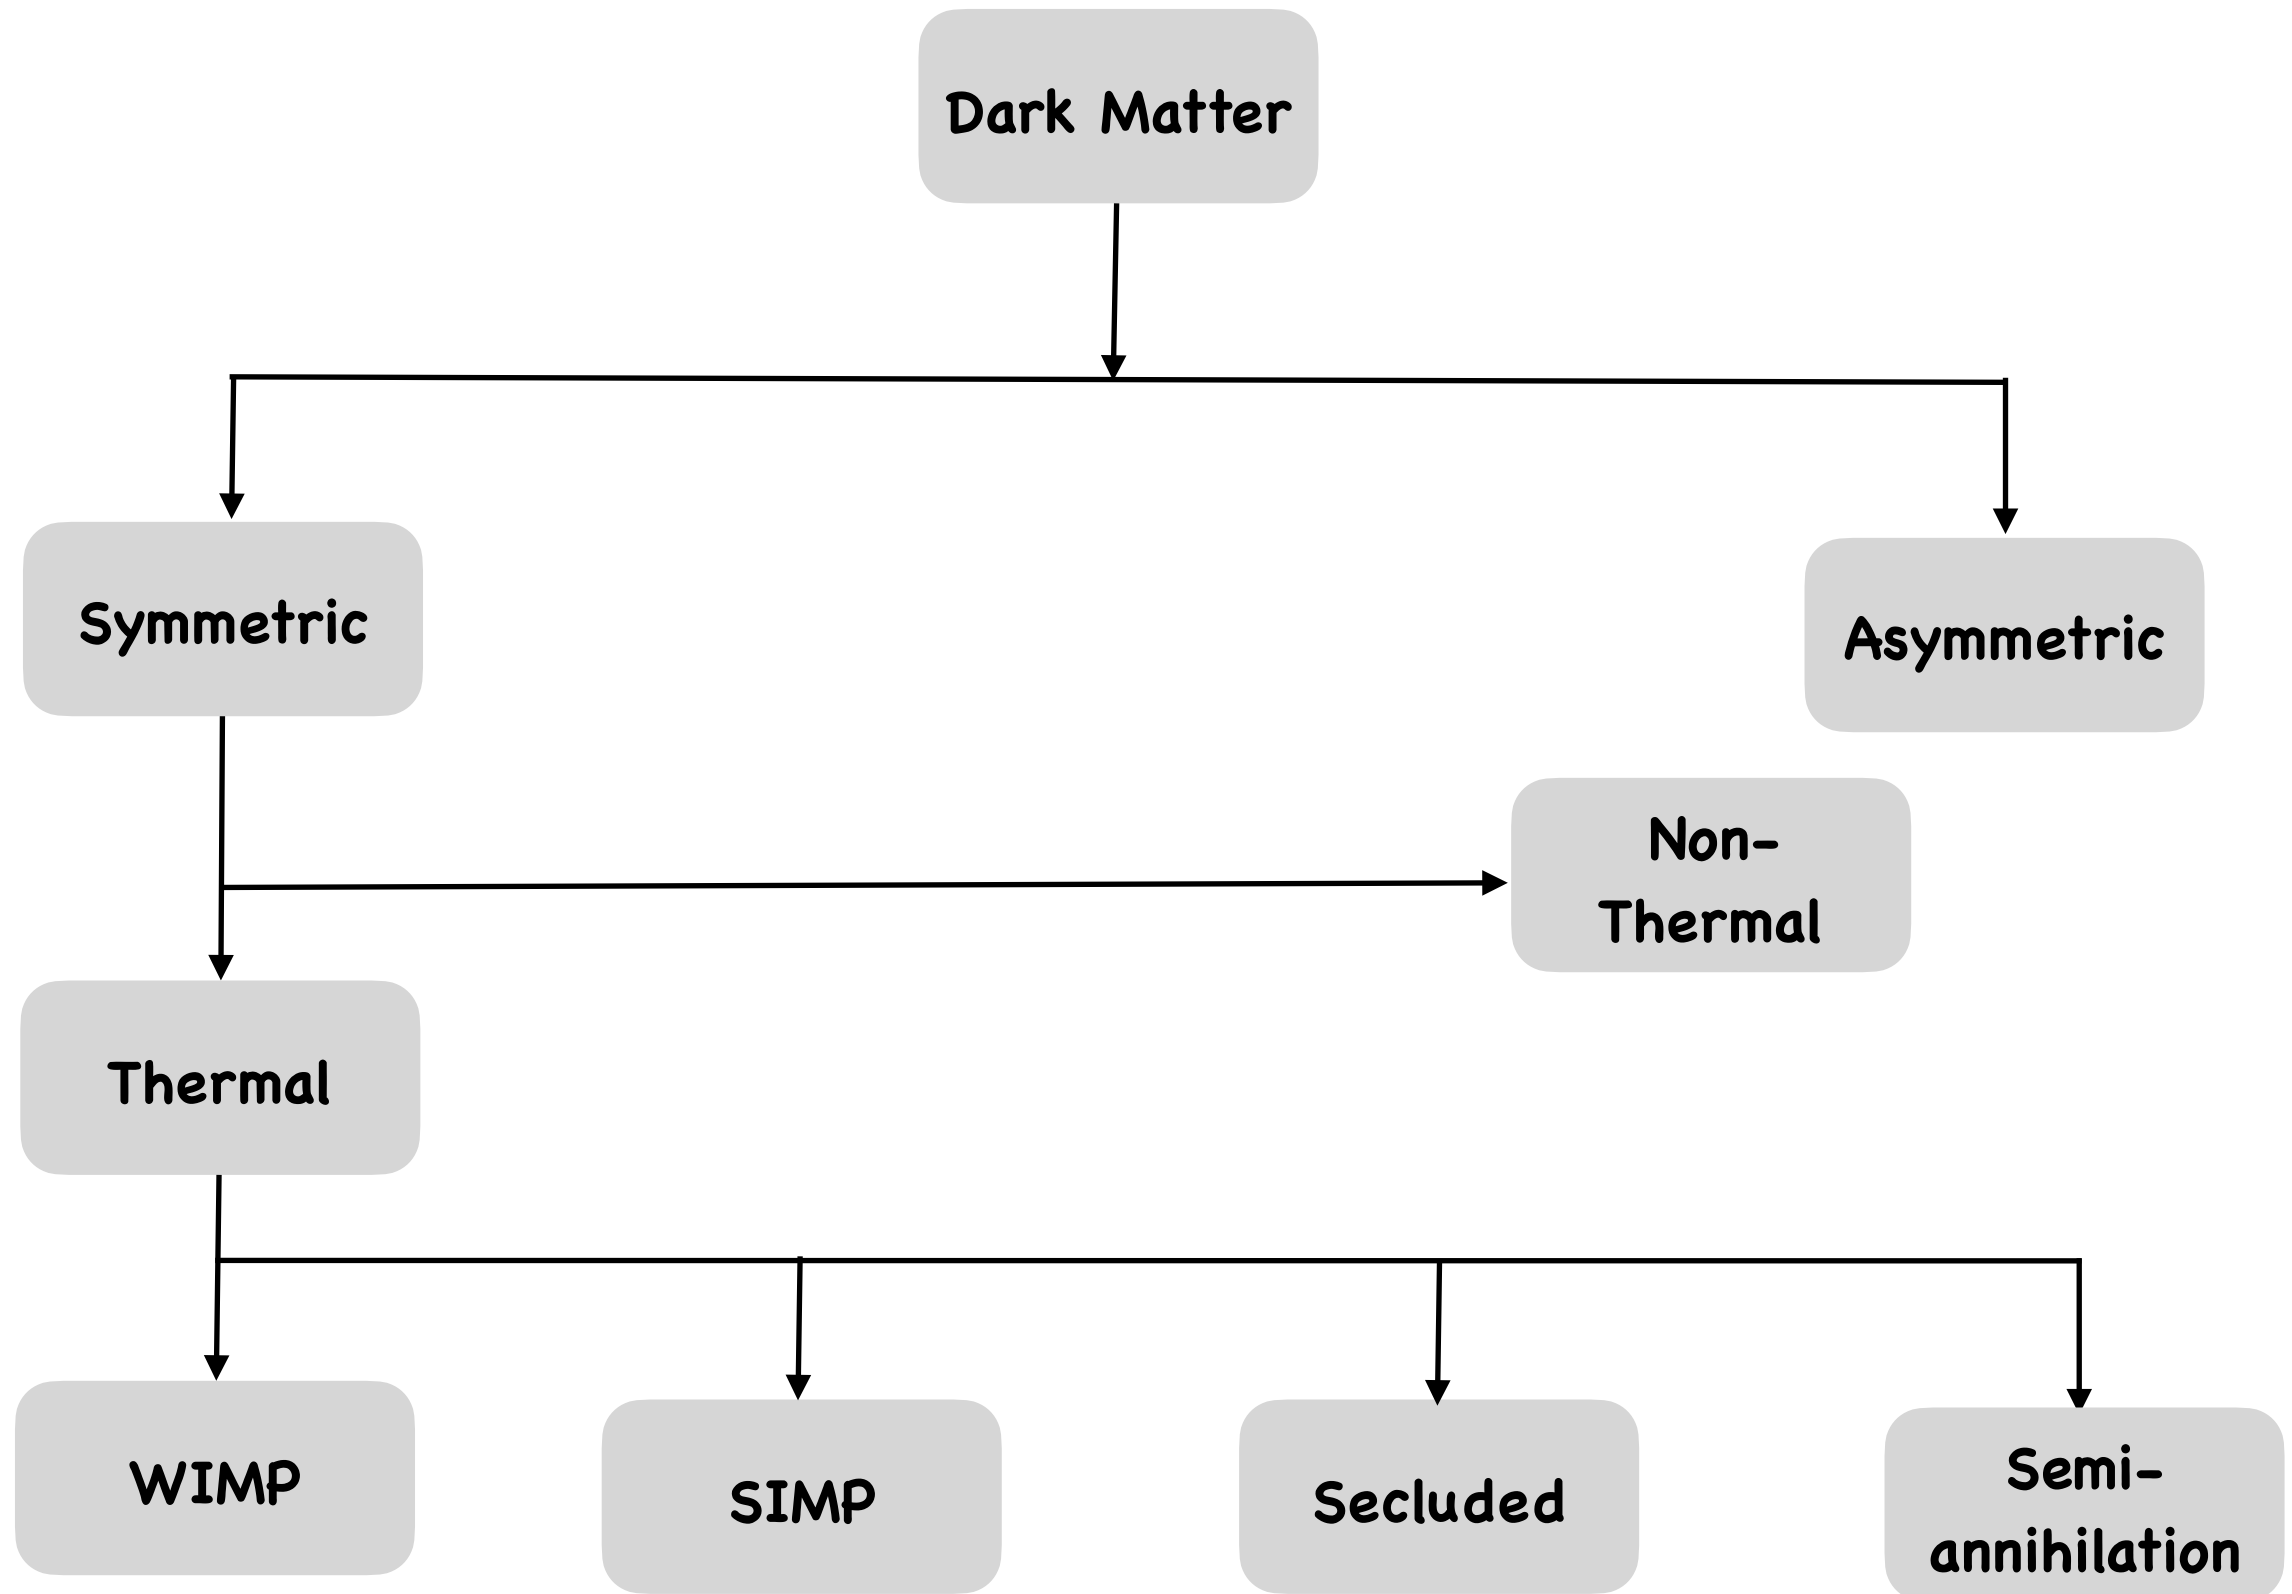 Dark Matter
Symmetric
Asymmetric
Non-
Thermal
Thermal
WIMP
SIMP
Secluded
Semi-
annihilation